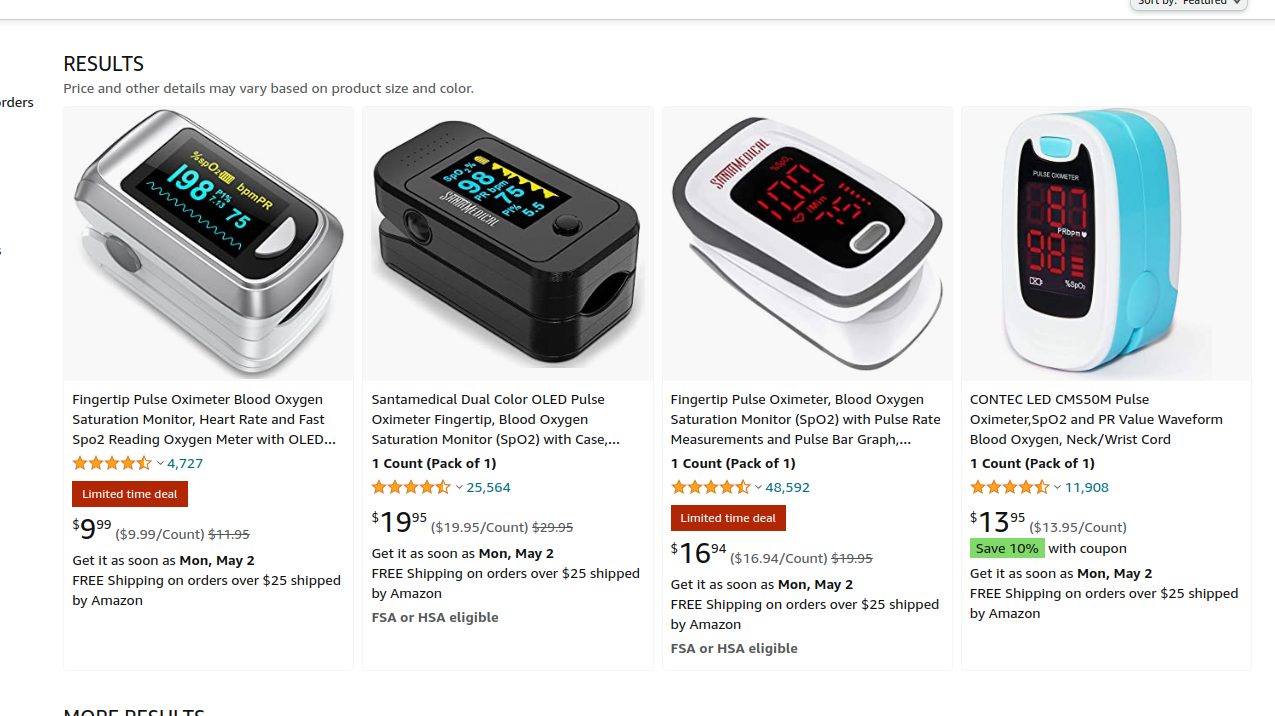 Sort by: Featured
RESULTS
Price and other details may vary based on product size and color.
orders
%spO2 bpmPR
198 PI% 7.13 75
Fingertip Pulse Oximeter Blood Oxygen
Saturation Monitor, Heart Rate and Fast
Spo2 Reading Oxygen Meter with OLED...
4,727
Limited time deal
$9.99 ($9.99/Count) $11.95
Get it as soon as Mon, May 2
FREE Shipping on orders over $25 shipped
by Amazon
SpO2%
98 PR bpm
75
PI% 5.5
SANTAMEDICAL
Santamedical Dual Color OLED Pulse
Oximeter Fingertip, Blood Oxygen
Saturation Monitor (SpO2) with Case,...
1 Count (Pack of 1)
25,564
$19.95 ($19.95/Count) $29.95
Get it as soon as Mon, May 2
FREE Shipping on orders over $25 shipped
by Amazon
FSA or HSA eligible
SANTAMEDICAL
%SpO2
100
/Min
Fingertip Pulse Oximeter, Blood Oxygen
Saturation Monitor (SpO2) with Pulse Rate
Measurements and Pulse Bar Graph,...
1 Count (Pack of 1)
48,592
Limited time deal
$16.94 ($16.94/Count) $19.95
Get it as soon as Mon, May 2
FREE Shipping on orders over $25 shipped
by Amazon
FSA or HSA eligible
PULSE OXIMETER
87
PRbpm
98
%SpO2
CONTEC LED CMS50M Pulse
Oximeter,SpO2 and PR Value Waveform
Blood Oxygen, Neck/Wrist Cord
1 Count (Pack of 1)
11,908
$13.95 ($13.95/Count)
Save 10% with coupon
Get it as soon as Mon, May 2
FREE Shipping on orders over $25 shipped
by Amazon
MORE RESULTS